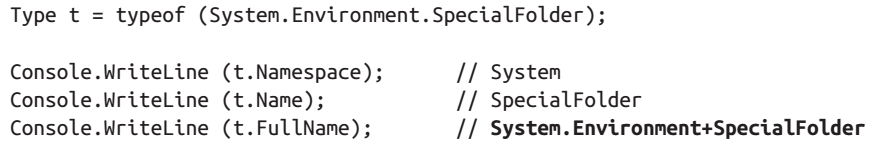 Type t = typeof (System.Environment.SpecialFolder);
Console.WriteLine (t.Namespace); // System
Console.WriteLine (t.Name); // SpecialFolder
Console.WriteLine (t.FullName); // System.Environment+SpecialFolder